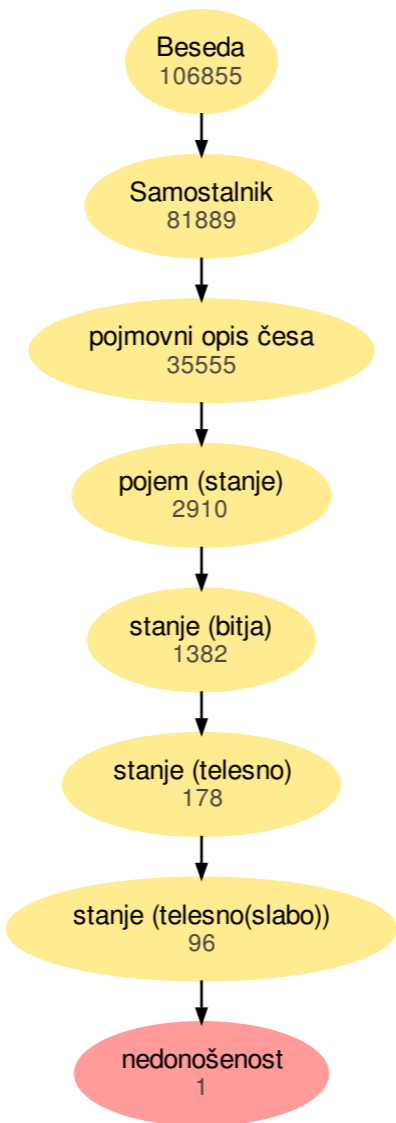 Beseda
106855
Samostalnik
81889
pojmovni opis česa
35555
pojem (stanje)
2910
stanje (bitja)
1382
stanje (telesno)
178
stanje (telesno(slabo))
96
nedonošenost
1